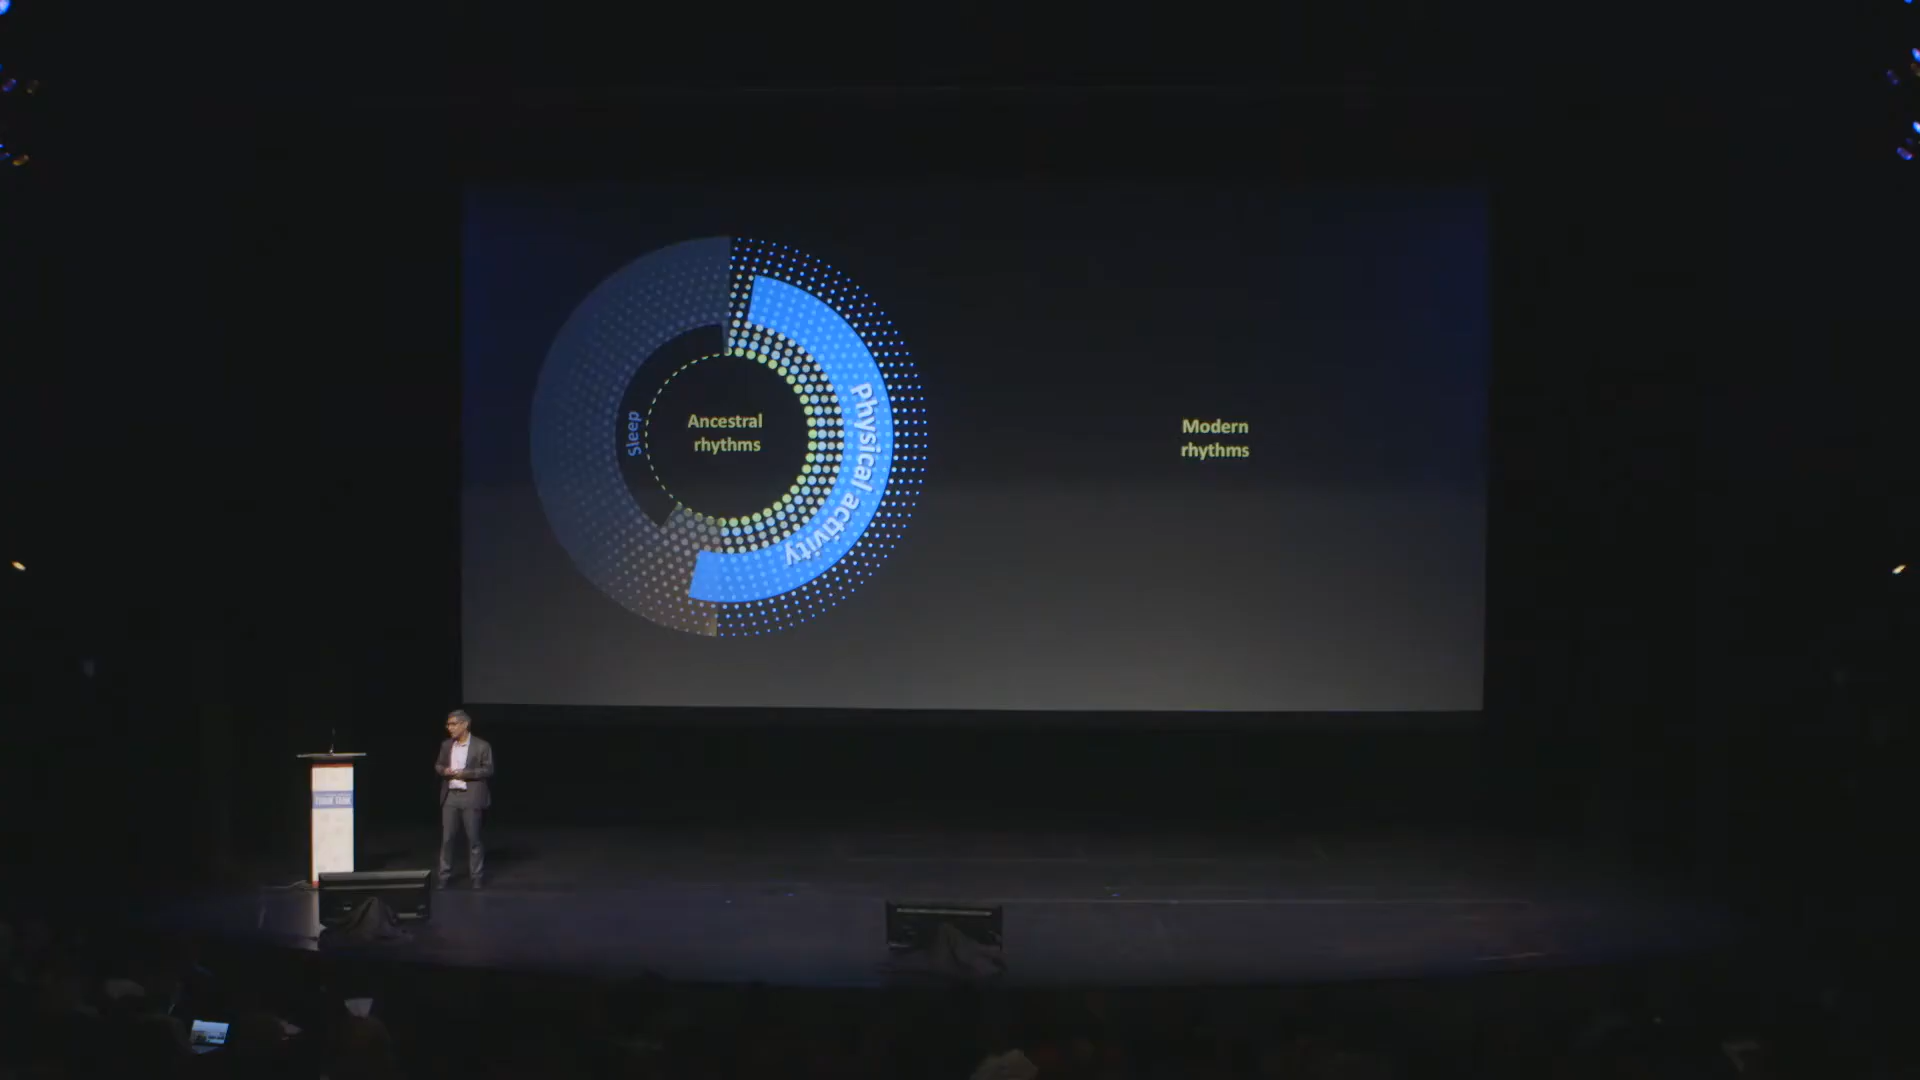 Sleep
Ancestral
rhythms
Physical activity
Modern
rhythms